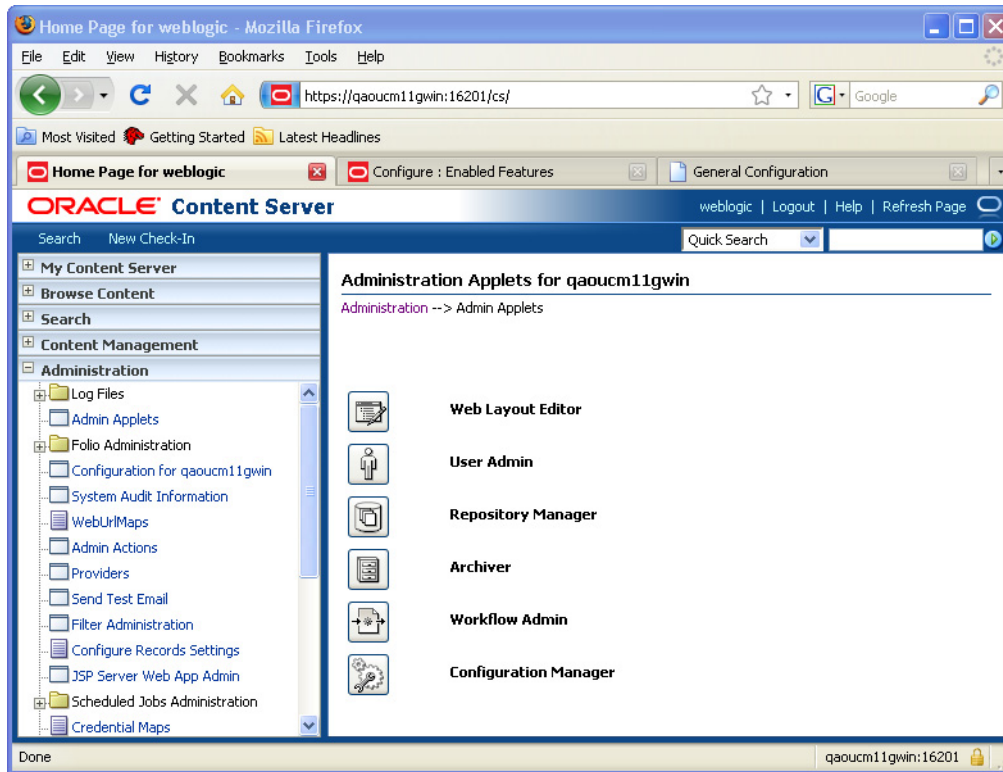 Home Page for weblogic - Mozilla Firefox
File Edit View History Bookmarks Tools Help
https://qaoucm11gwin:16201/cs/
G Google
Most Visited Getting Started Latest Headlines
Home Page for weblogic Configure : Enabled Features General Configuration
ORACLE Content Server weblogic | Logout | Help | Refresh Page
Search New Check-In Quick Search
My Content Server
Browse Content
Search
Content Management
Administration
Log Files
Admin Applets
Folio Administration
Configuration for qaoucm11gwin
System Audit Information
WebUrlMaps
Admin Actions
Providers
Send Test Email
Filter Administration
Configure Records Settings
JSP Server Web App Admin
Scheduled Jobs Administration
Credential Maps
Administration Applets for qaoucm11gwin
Administration --> Admin Applets
Web Layout Editor
User Admin
Repository Manager
Archiver
Workflow Admin
Configuration Manager
Done qaoucm11gwin:16201